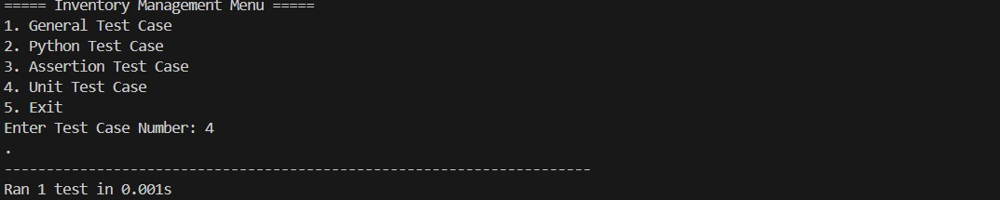 ===== Inventory Management Menu =====
1. General Test Case
2. Python Test Case
3. Assertion Test Case
4. Unit Test Case
5. Exit
Enter Test Case Number: 4
.
----------------------------------------------------------------------
Ran 1 test in 0.001s